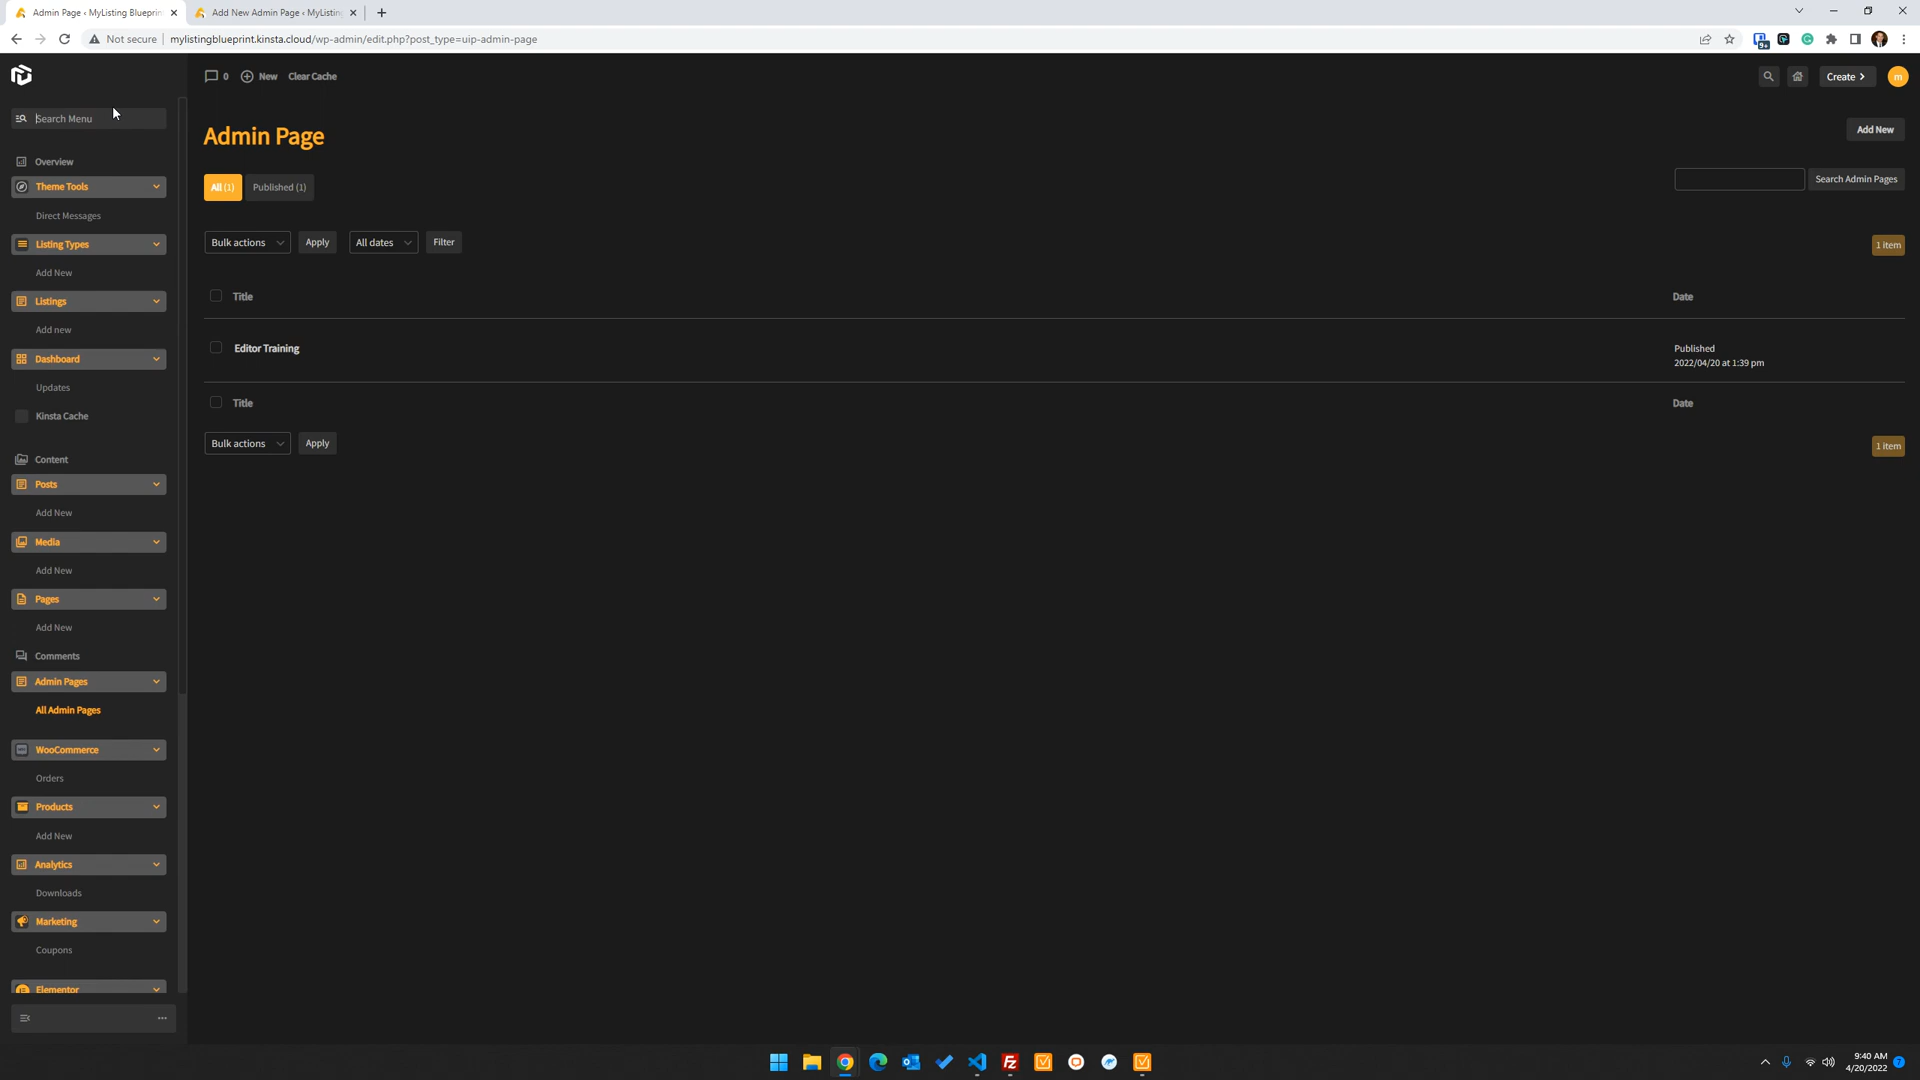 Admin Page ‹ MyListing Blueprin
Add New Admin Page ‹ MyListing
Not secure
mylistingblueprint.kinsta.cloud/wp-admin/edit.php?post_type=uip-admin-page
9+
0
New
Clear Cache
Create
m
Search Menu
Overview
Theme Tools
Direct Messages
Listing Types
Add New
Listings
Add new
Dashboard
Updates
Kinsta Cache
Content
Posts
Add New
Media
Add New
Pages
Add New
Comments
Admin Pages
All Admin Pages
WooCommerce
Orders
Products
Add New
Analytics
Downloads
Marketing
Coupons
Elementor
Admin Page
Add New
All (1)
Published (1)
Search Admin Pages
Bulk actions
Apply
All dates
Filter
1 item
Title
Date
Editor Training
Published
2022/04/20 at 1:39 pm
Title
Date
Bulk actions
Apply
1 item
Fz
9:40 AM
4/20/2022
7